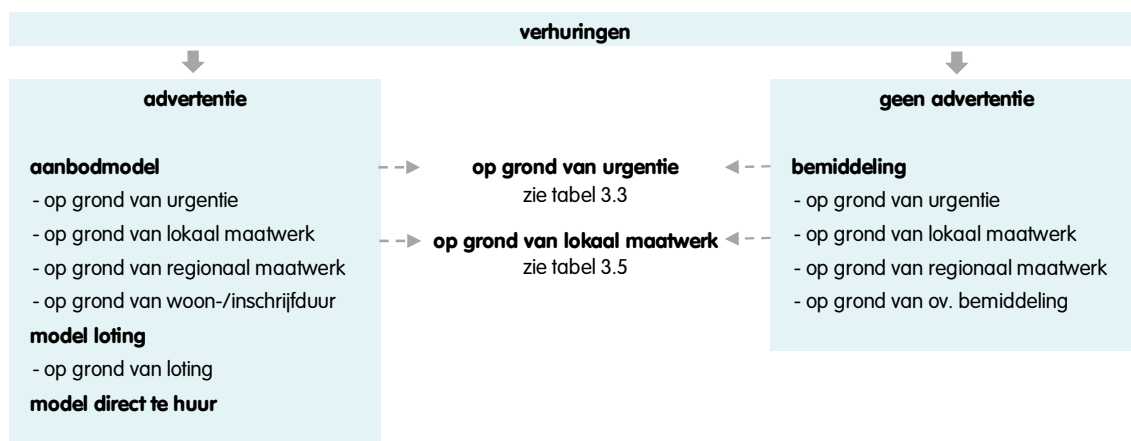 verhuringen
advertentie
aanbodmodel
- op grond van urgentie
- op grond van lokaal maatwerk
- op grond van regionaal maatwerk
- op grond van woon-/inschrijfduur
model loting
- op grond van loting
model direct te huur
op grond van urgentie
zie tabel 3.3
op grond van lokaal maatwerk
zie tabel 3.5
geen advertentie
bemiddeling
- op grond van urgentie
- op grond van lokaal maatwerk
- op grond van regionaal maatwerk
- op grond van ov. bemiddeling